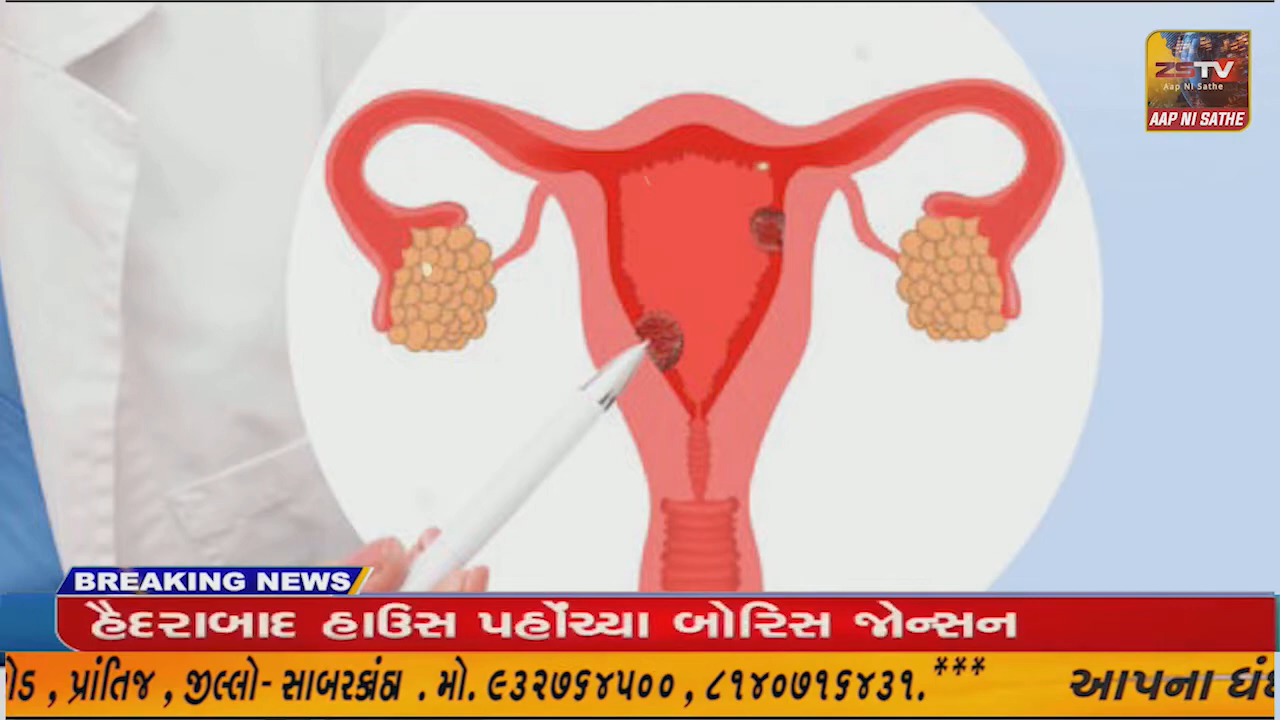 ZSTV
Aap Ni Sathe
AAP NI SATHE
BREAKING NEWS
હૈદરાબાદ હાઉસ પહોંચ્યા બોરિસ જોન્સન
, પ્રાંતિજ , જીલ્લો- સાબરકાંઠા . મો. ૯૩૨૭૬૪૫૦૦ , ૮૧૪૦૭૧૬૪૩૧.*** આપના